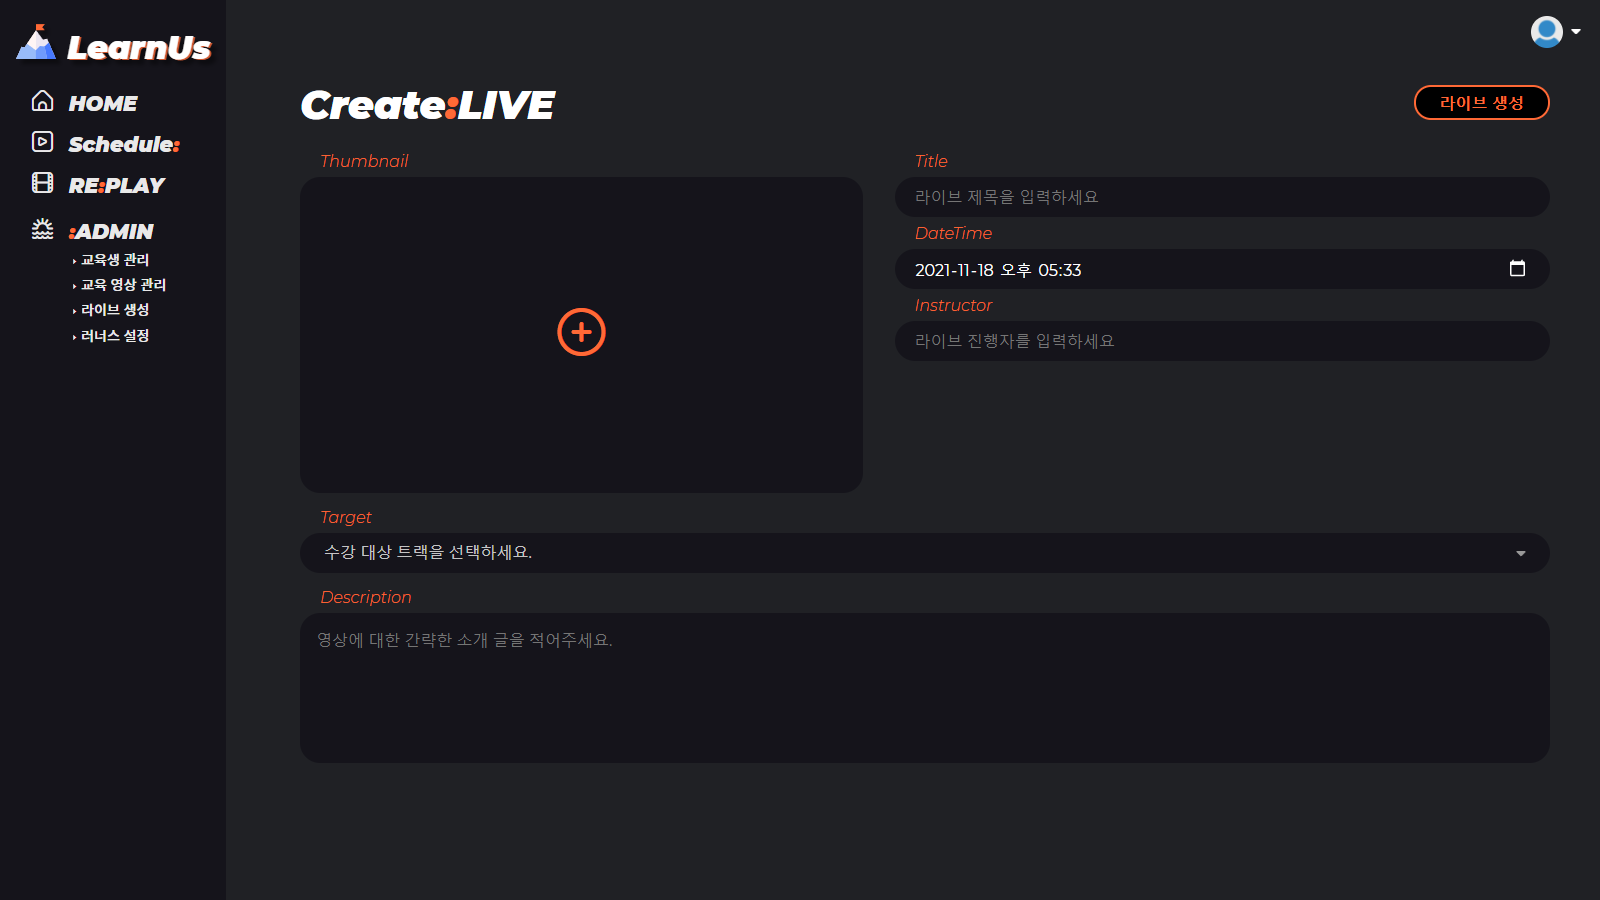 LearnUs
HOME
Schedule:
RE:PLAY
:ADMIN
교육생 관리
교육 영상 관리
라이브 생성
러너스 설정
Create:LIVE
라이브 생성
Thumbnail
Title
라이브 제목을 입력하세요
DateTime
2021-11-18 오후 05:33
Instructor
라이브 진행자를 입력하세요
Target
수강 대상 트랙을 선택하세요.
Description
영상에 대한 간략한 소개 글을 적어주세요.